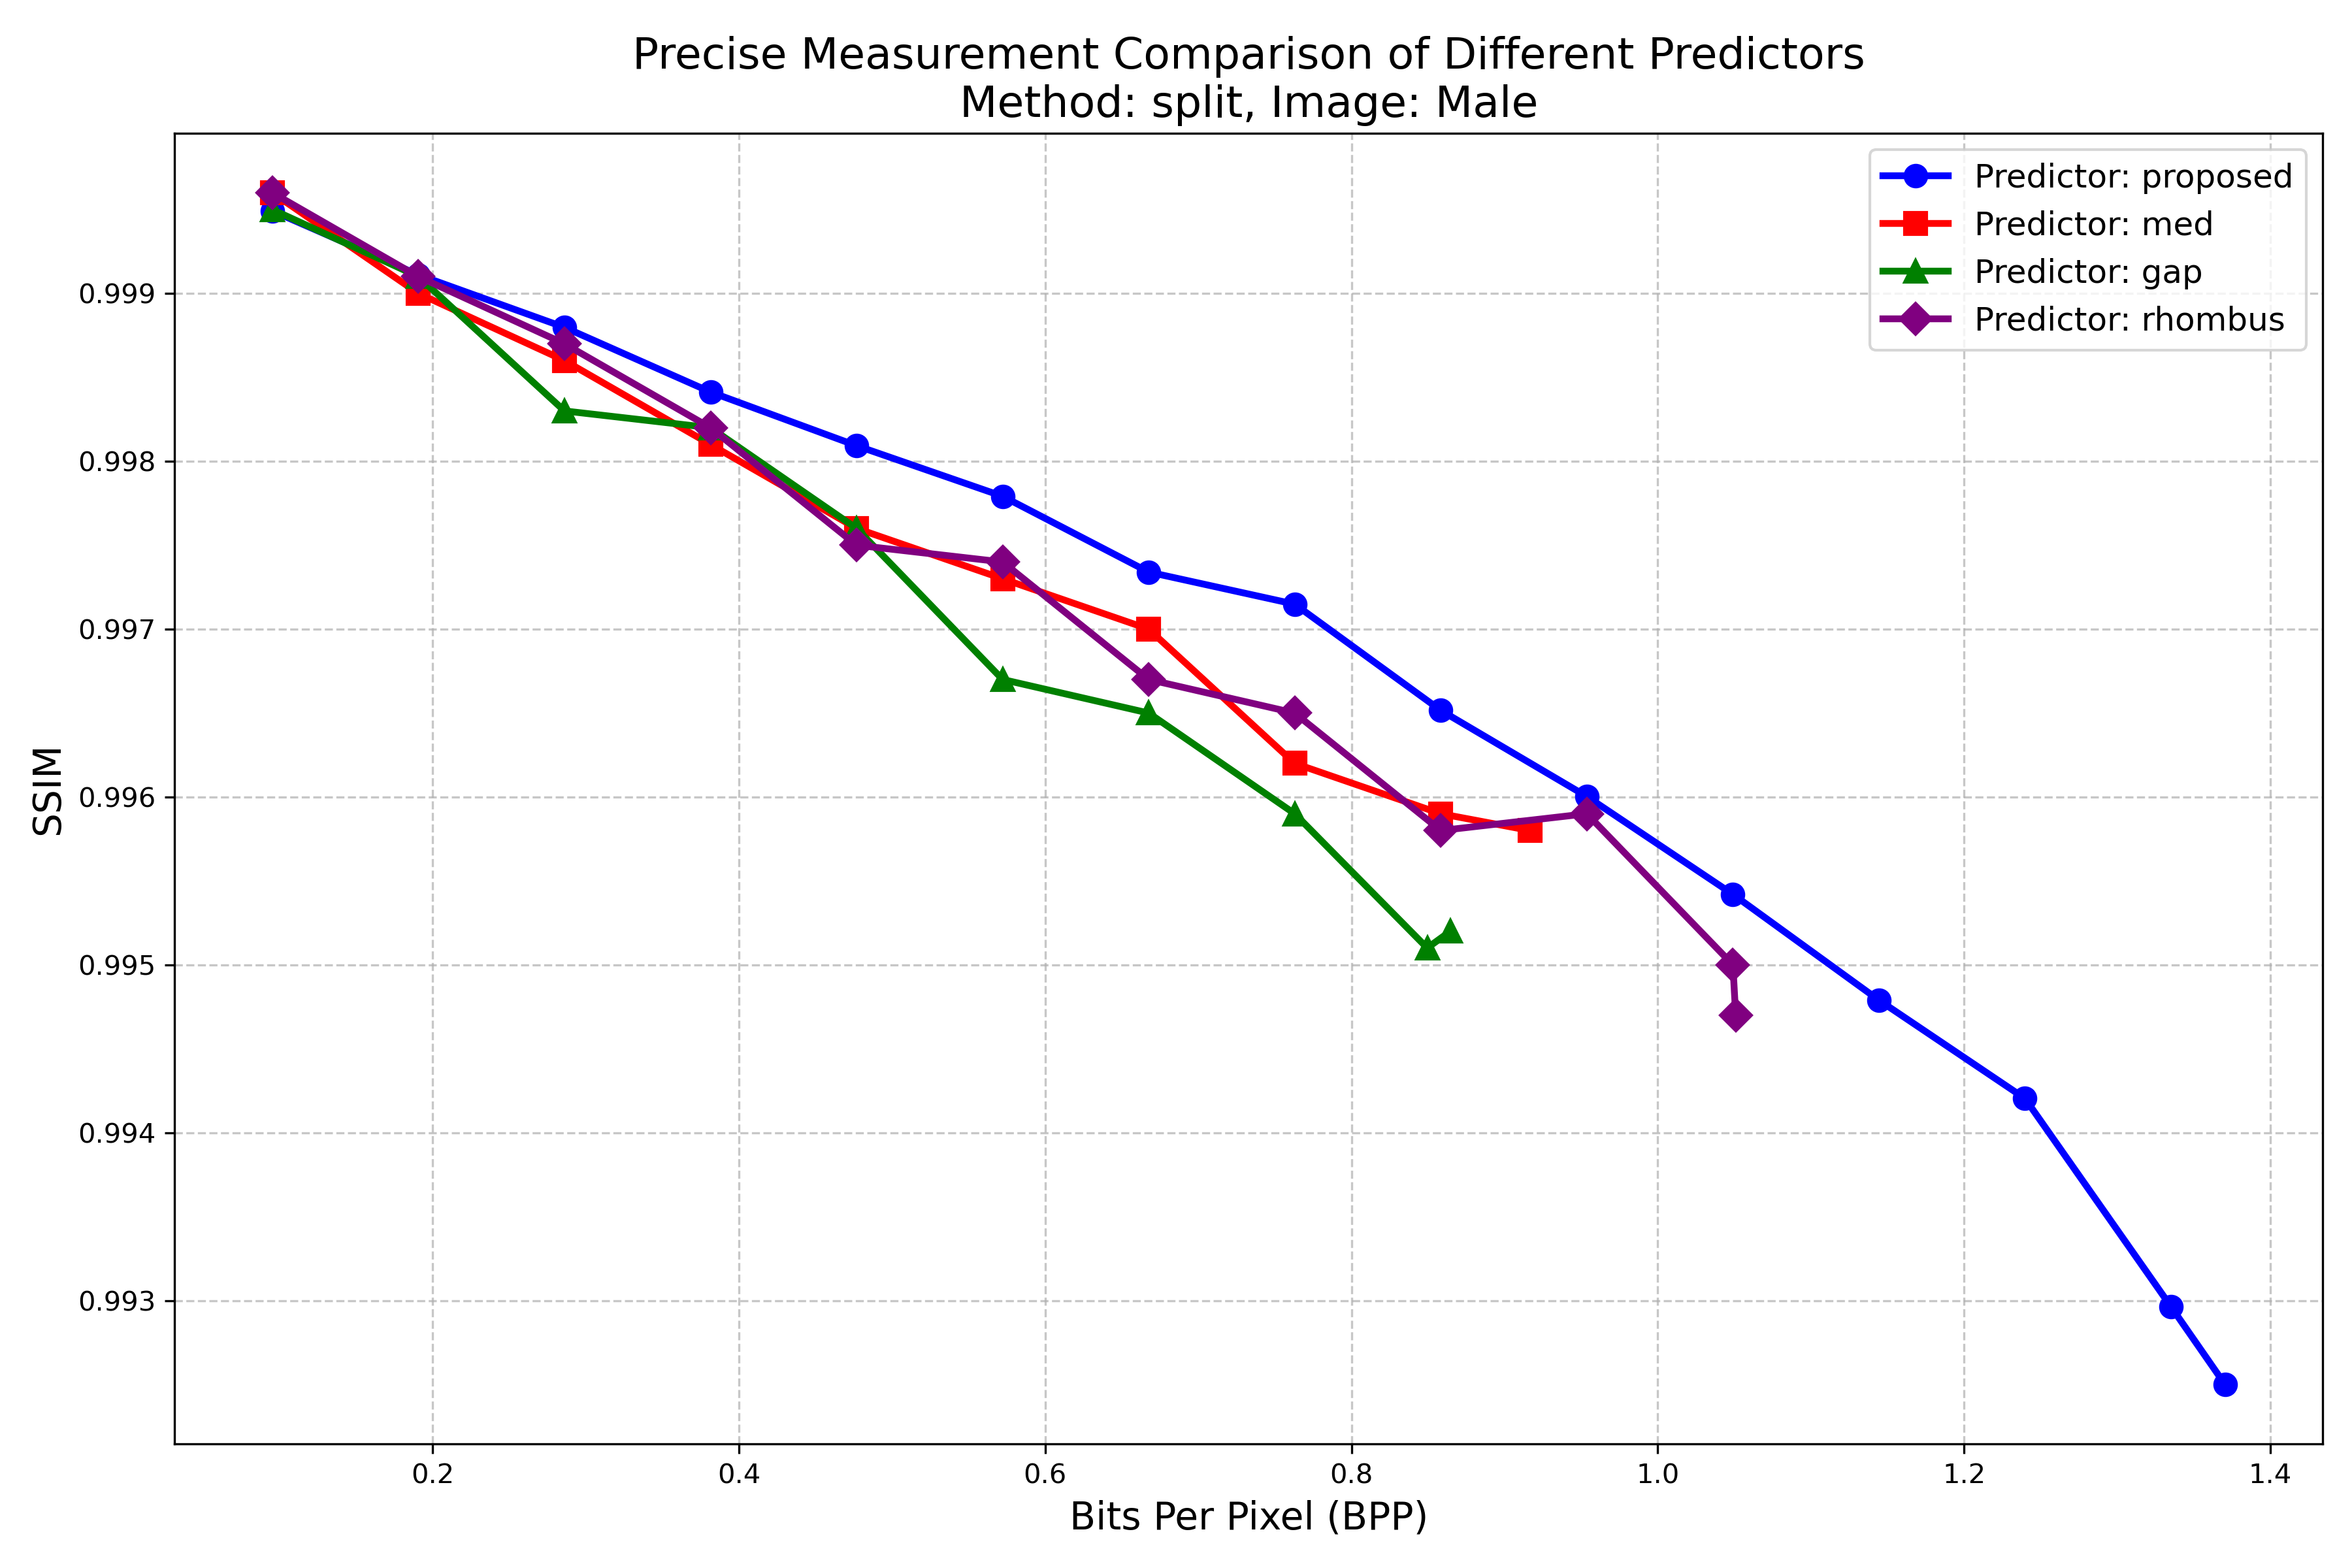 Precise Measurement Comparison of Different Predictors
Method: split, Image: Male
Predictor: proposed
Predictor: med
Predictor: gap
Predictor: rhombus
SSIM
0.999
0.998
0.997
0.996
0.995
0.994
0.993
0.2
0.4
0.6
0.8
1.0
1.2
1.4
Bits Per Pixel (BPP)